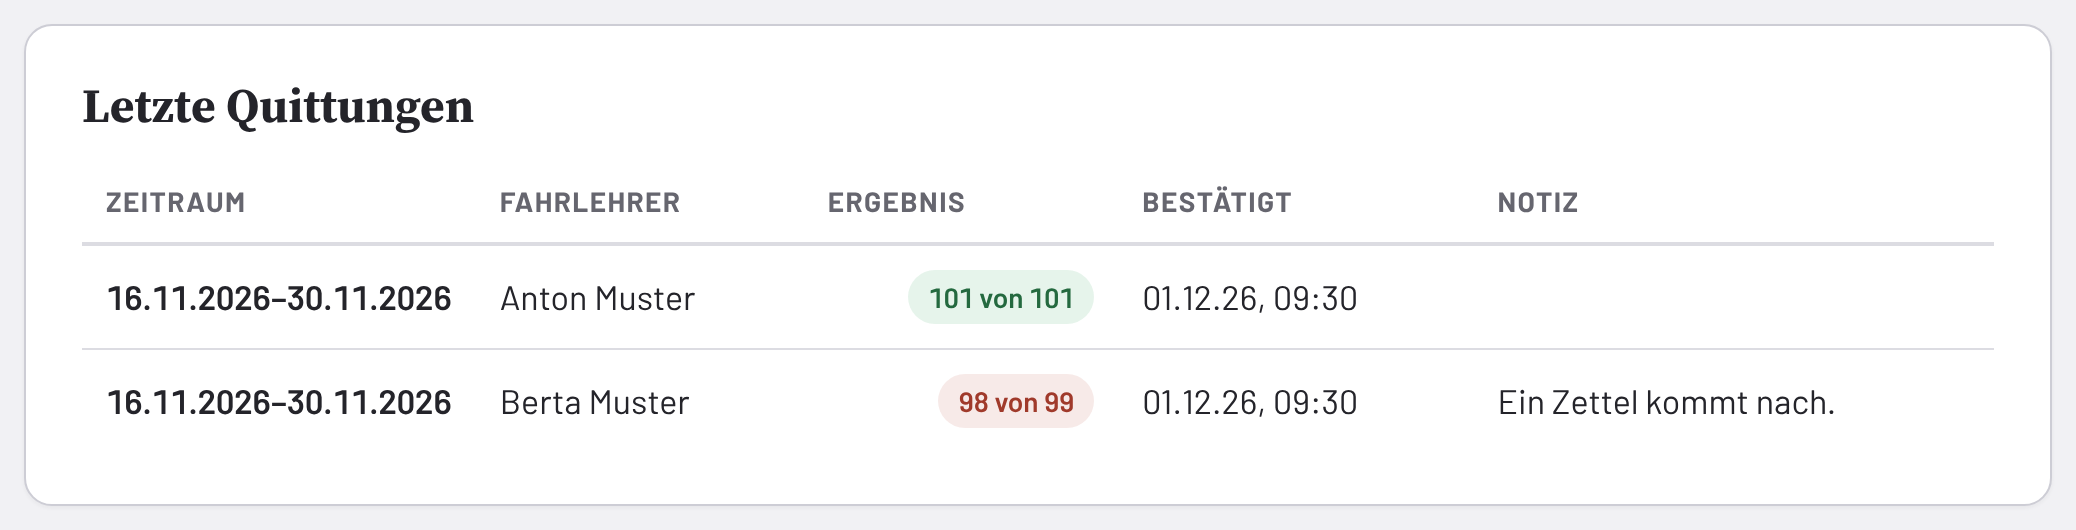 Letzte Quittungen
ZEITRAUM FAHRLEHRER ERGEBNIS BESTÄTIGT NOTIZ
16.11.2026–30.11.2026 Anton Muster 101 von 101 01.12.26, 09:30
16.11.2026–30.11.2026 Berta Muster 98 von 99 01.12.26, 09:30 Ein Zettel kommt nach.